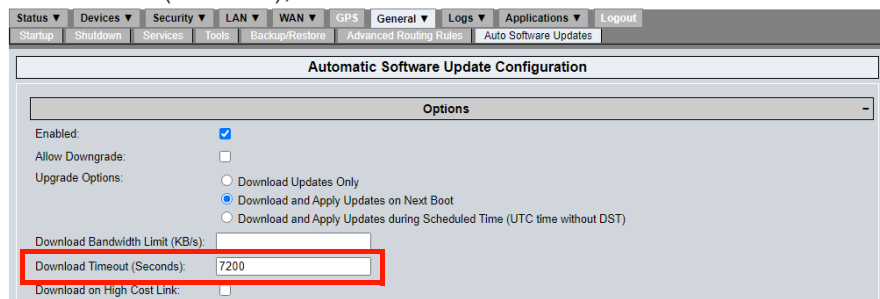 Status ▼ Devices ▼ Security ▼ LAN ▼ WAN ▼ GPS General ▼ Logs ▼ Applications ▼ Logout
Startup Shutdown Services Tools Backup/Restore Advanced Routing Rules Auto Software Updates
Automatic Software Update Configuration
Options −
Enabled:
Allow Downgrade:
Upgrade Options: Download Updates Only
Download and Apply Updates on Next Boot
Download and Apply Updates during Scheduled Time (UTC time without DST)
Download Bandwidth Limit (KB/s):
Download Timeout (Seconds): 7200
Download on High Cost Link: